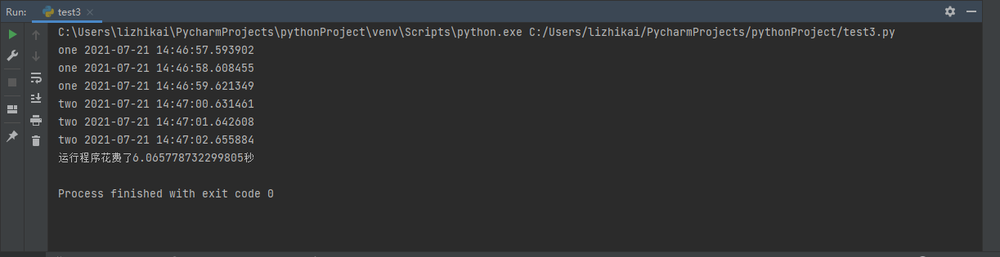 Run: test3
C:\Users\lizhikai\PycharmProjects\pythonProject\venv\Scripts\python.exe C:/Users/lizhikai/PycharmProjects/pythonProject/test3.py
one 2021-07-21 14:46:57.593902
one 2021-07-21 14:46:58.608455
one 2021-07-21 14:46:59.621349
two 2021-07-21 14:47:00.631461
two 2021-07-21 14:47:01.642608
two 2021-07-21 14:47:02.655884
运行程序花费了6.065778732299805秒
Process finished with exit code 0